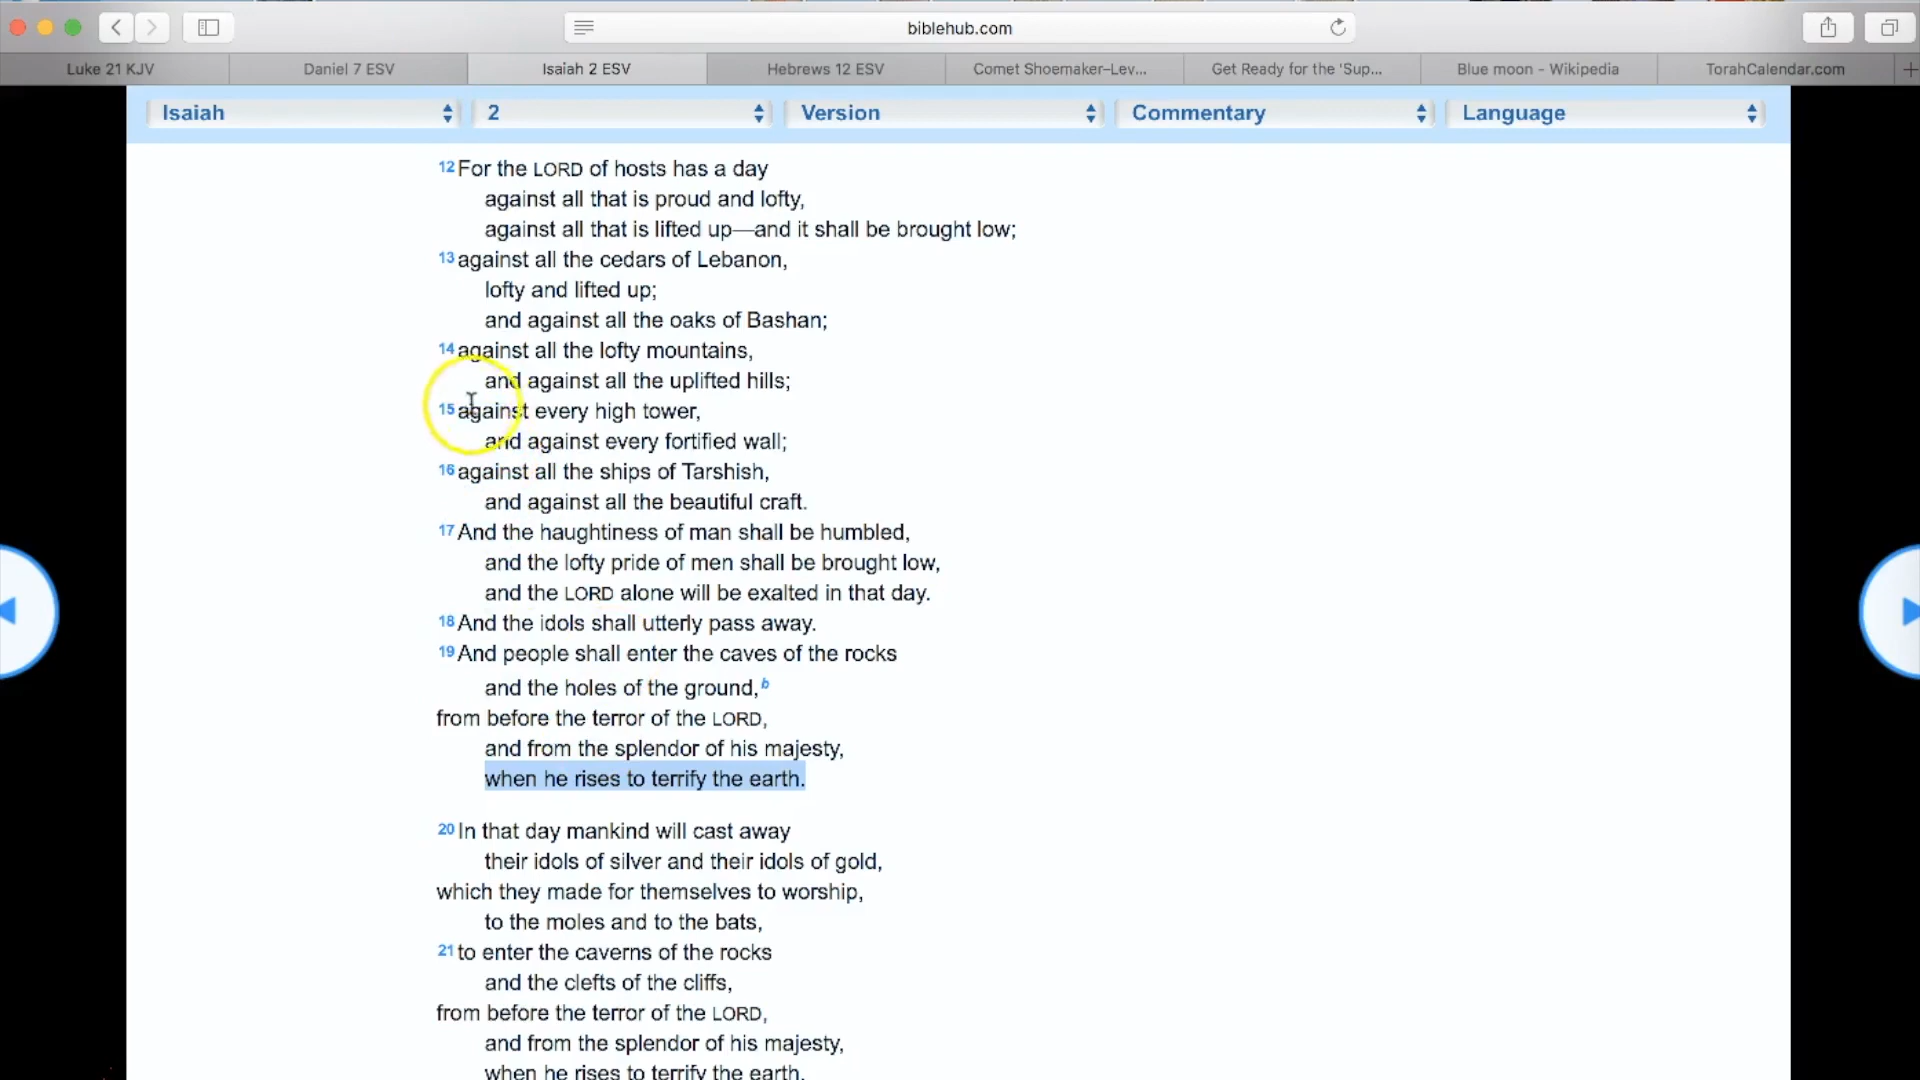 biblehub.com
Luke 21 KJV
Daniel 7 ESV
Isaiah 2 ESV
Hebrews 12 ESV
Comet Shoemaker–Lev...
Get Ready for the 'Sup...
Blue moon - Wikipedia
TorahCalendar.com
Isaiah
2
Version
Commentary
Language
12 For the LORD of hosts has a day
against all that is proud and lofty,
against all that is lifted up—and it shall be brought low;
13 against all the cedars of Lebanon,
lofty and lifted up;
and against all the oaks of Bashan;
14 against all the lofty mountains,
and against all the uplifted hills;
15 against every high tower,
and against every fortified wall;
16 against all the ships of Tarshish,
and against all the beautiful craft.
17 And the haughtiness of man shall be humbled,
and the lofty pride of men shall be brought low,
and the LORD alone will be exalted in that day.
18 And the idols shall utterly pass away.
19 And people shall enter the caves of the rocks
and the holes of the ground,b
from before the terror of the LORD,
and from the splendor of his majesty,
when he rises to terrify the earth.
20 In that day mankind will cast away
their idols of silver and their idols of gold,
which they made for themselves to worship,
to the moles and to the bats,
21 to enter the caverns of the rocks
and the clefts of the cliffs,
from before the terror of the LORD,
and from the splendor of his majesty,
when he rises to terrify the earth.